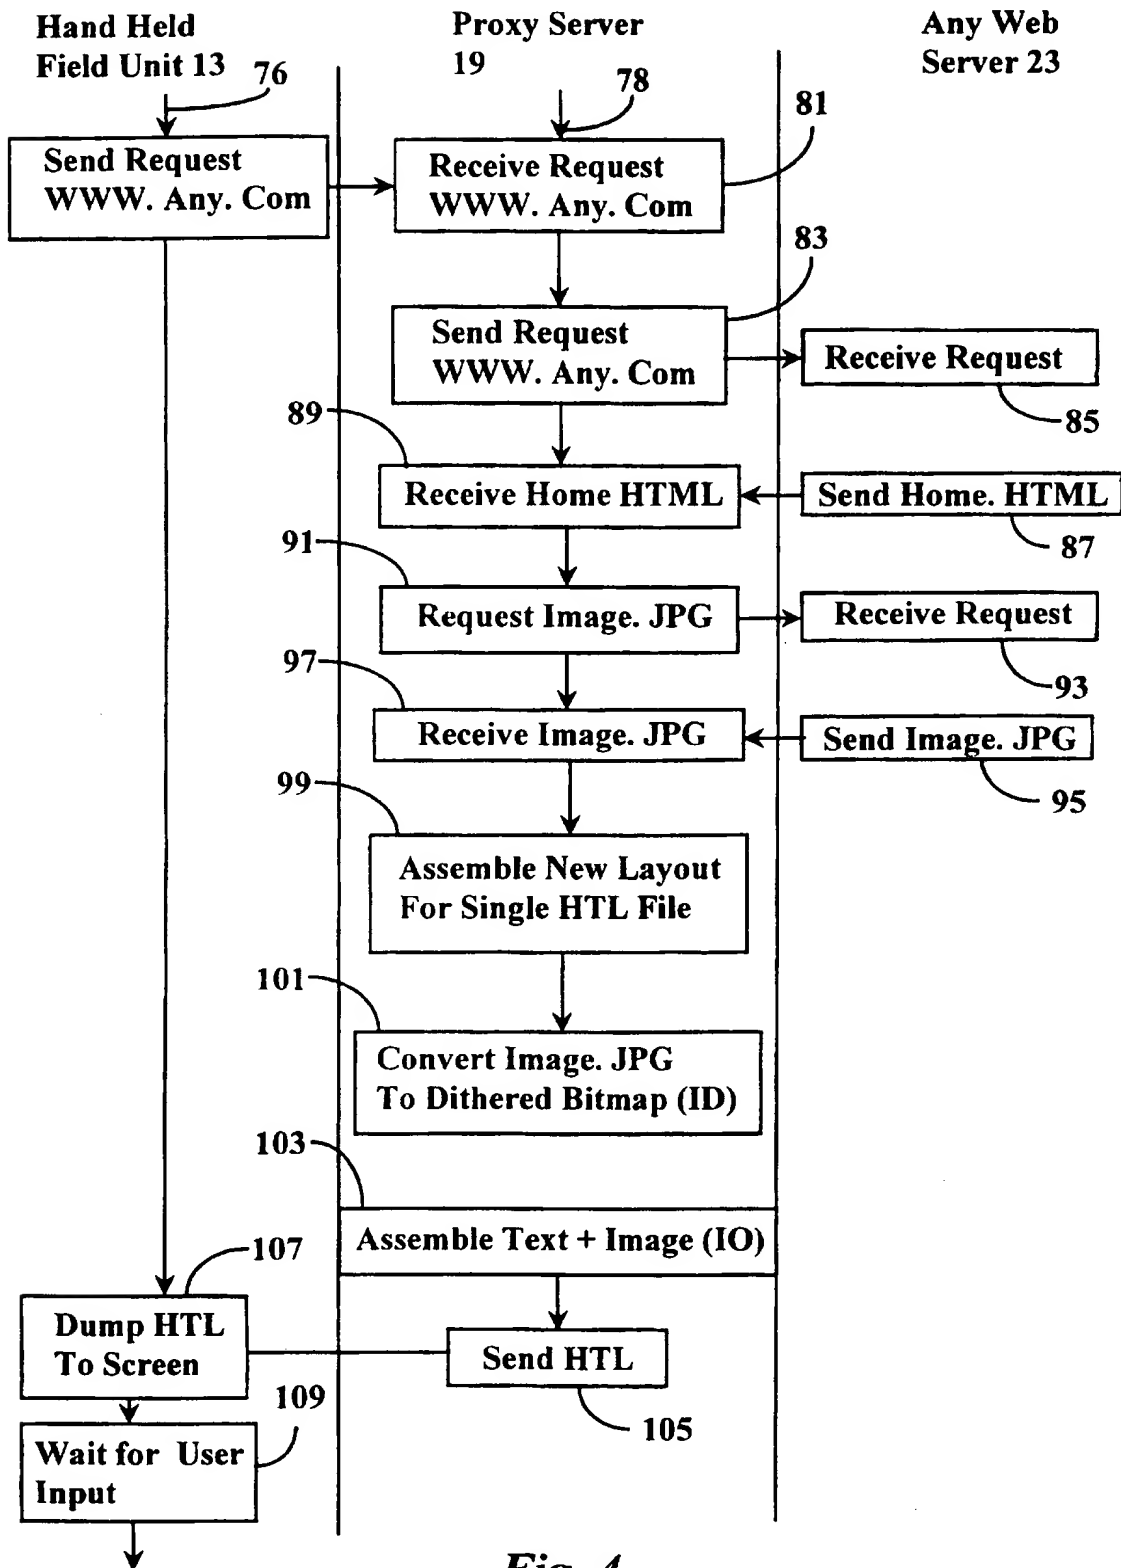 Hand Held
Field Unit 13
Proxy Server
19
Any Web
Server 23
76
78
81
Send Request
WWW. Any. Com
Receive Request
WWW. Any. Com
83
Send Request
WWW. Any. Com
Receive Request
85
89
Receive Home HTML
Send Home. HTML
87
91
Request Image. JPG
Receive Request
93
97
Receive Image. JPG
Send Image. JPG
95
99
Assemble New Layout
For Single HTL File
101
Convert Image. JPG
To Dithered Bitmap (ID)
103
Assemble Text + Image (IO)
107
Dump HTL
To Screen
Send HTL
105
109
Wait for User
Input
Fig. 4